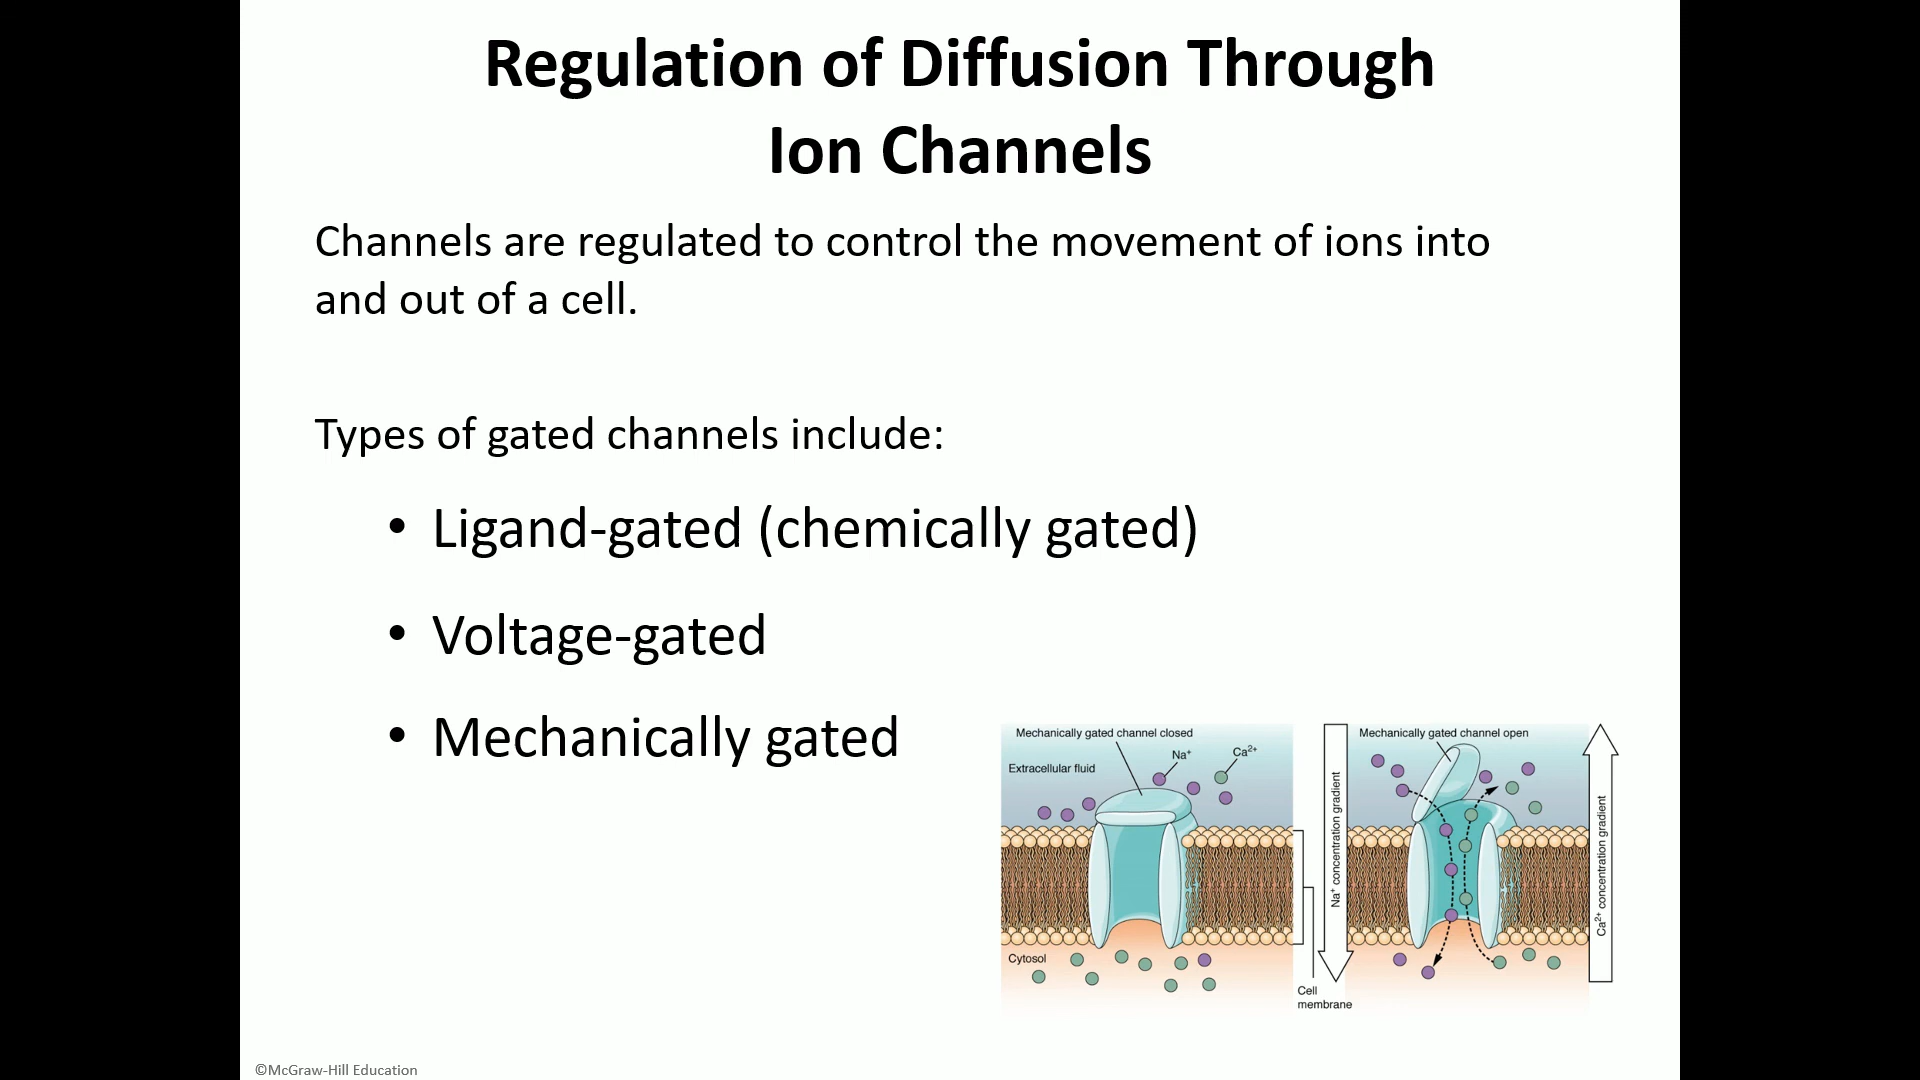 Regulation of Diffusion Through
Ion Channels
Channels are regulated to control the movement of ions into
and out of a cell.
Types of gated channels include:
• Ligand-gated (chemically gated)
• Voltage-gated
• Mechanically gated
Mechanically gated channel closed
Na⁺
Ca²⁺
Extracellular fluid
Cytosol
Cell
membrane
Na⁺ concentration gradient
Mechanically gated channel open
Ca²⁺ concentration gradient
©McGraw-Hill Education